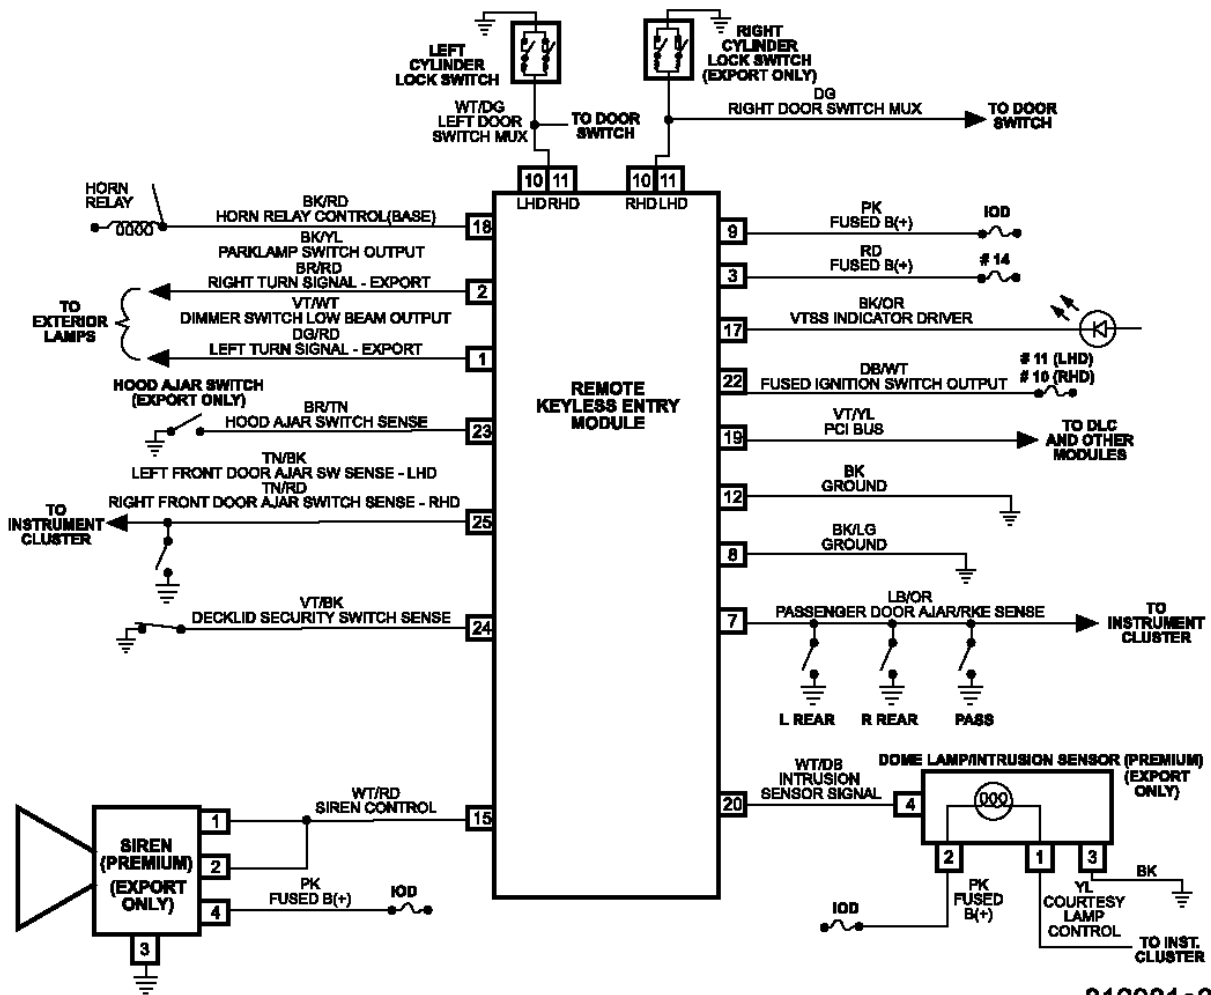 LEFT
CYLINDER
LOCK SWITCH
RIGHT
CYLINDER
LOCK SWITCH
(EXPORT ONLY)
WT/DG
LEFT DOOR
SWITCH MUX
TO DOOR
SWITCH
DG
RIGHT DOOR SWITCH MUX
TO DOOR
SWITCH
10 11
LHD RHD
10 11
RHD LHD
HORN
RELAY
BK/RD
HORN RELAY CONTROL(BASE)
18
BK/YL
PARKLAMP SWITCH OUTPUT
BR/RD
RIGHT TURN SIGNAL - EXPORT
2
VT/WT
DIMMER SWITCH LOW BEAM OUTPUT
DG/RD
LEFT TURN SIGNAL - EXPORT
1
TO
EXTERIOR
LAMPS
HOOD AJAR SWITCH
(EXPORT ONLY)
BR/TN
HOOD AJAR SWITCH SENSE
23
TN/BK
LEFT FRONT DOOR AJAR SW SENSE - LHD
TN/RD
RIGHT FRONT DOOR AJAR SWITCH SENSE - RHD
25
TO
INSTRUMENT
CLUSTER
VT/BK
DECKLID SECURITY SWITCH SENSE
24
WT/RD
SIREN CONTROL
15
SIREN
(PREMIUM)
(EXPORT
ONLY)
1
2
4
3
PK
FUSED B(+)
IOD
REMOTE
KEYLESS ENTRY
MODULE
9
PK
FUSED B(+)
IOD
3
RD
FUSED B(+)
# 14
17
BK/OR
VTSS INDICATOR DRIVER
22
DB/WT
FUSED IGNITION SWITCH OUTPUT
# 11 (LHD)
# 10 (RHD)
19
VT/YL
PCI BUS
TO DLC
AND OTHER
MODULES
12
BK
GROUND
8
BK/LG
GROUND
7
LB/OR
PASSENGER DOOR AJAR/RKE SENSE
TO
INSTRUMENT
CLUSTER
L REAR
R REAR
PASS
20
WT/DB
INTRUSION
SENSOR SIGNAL
DOME LAMP/INTRUSION SENSOR (PREMIUM)
(EXPORT
ONLY)
4
2
1
3
BK
PK
FUSED
B(+)
IOD
YL
COURTESY
LAMP
CONTROL
TO INST.
CLUSTER